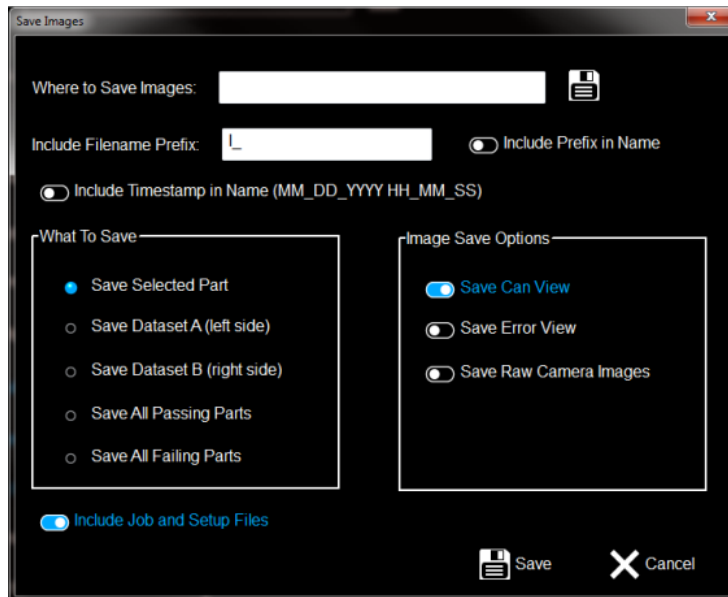 Save Images
Where to Save Images:
Include Filename Prefix: I_ Include Prefix in Name
Include Timestamp in Name (MM_DD_YYYY HH_MM_SS)
What To Save
Save Selected Part
Save Dataset A (left side)
Save Dataset B (right side)
Save All Passing Parts
Save All Failing Parts
Image Save Options
Save Can View
Save Error View
Save Raw Camera Images
Include Job and Setup Files
Save Cancel